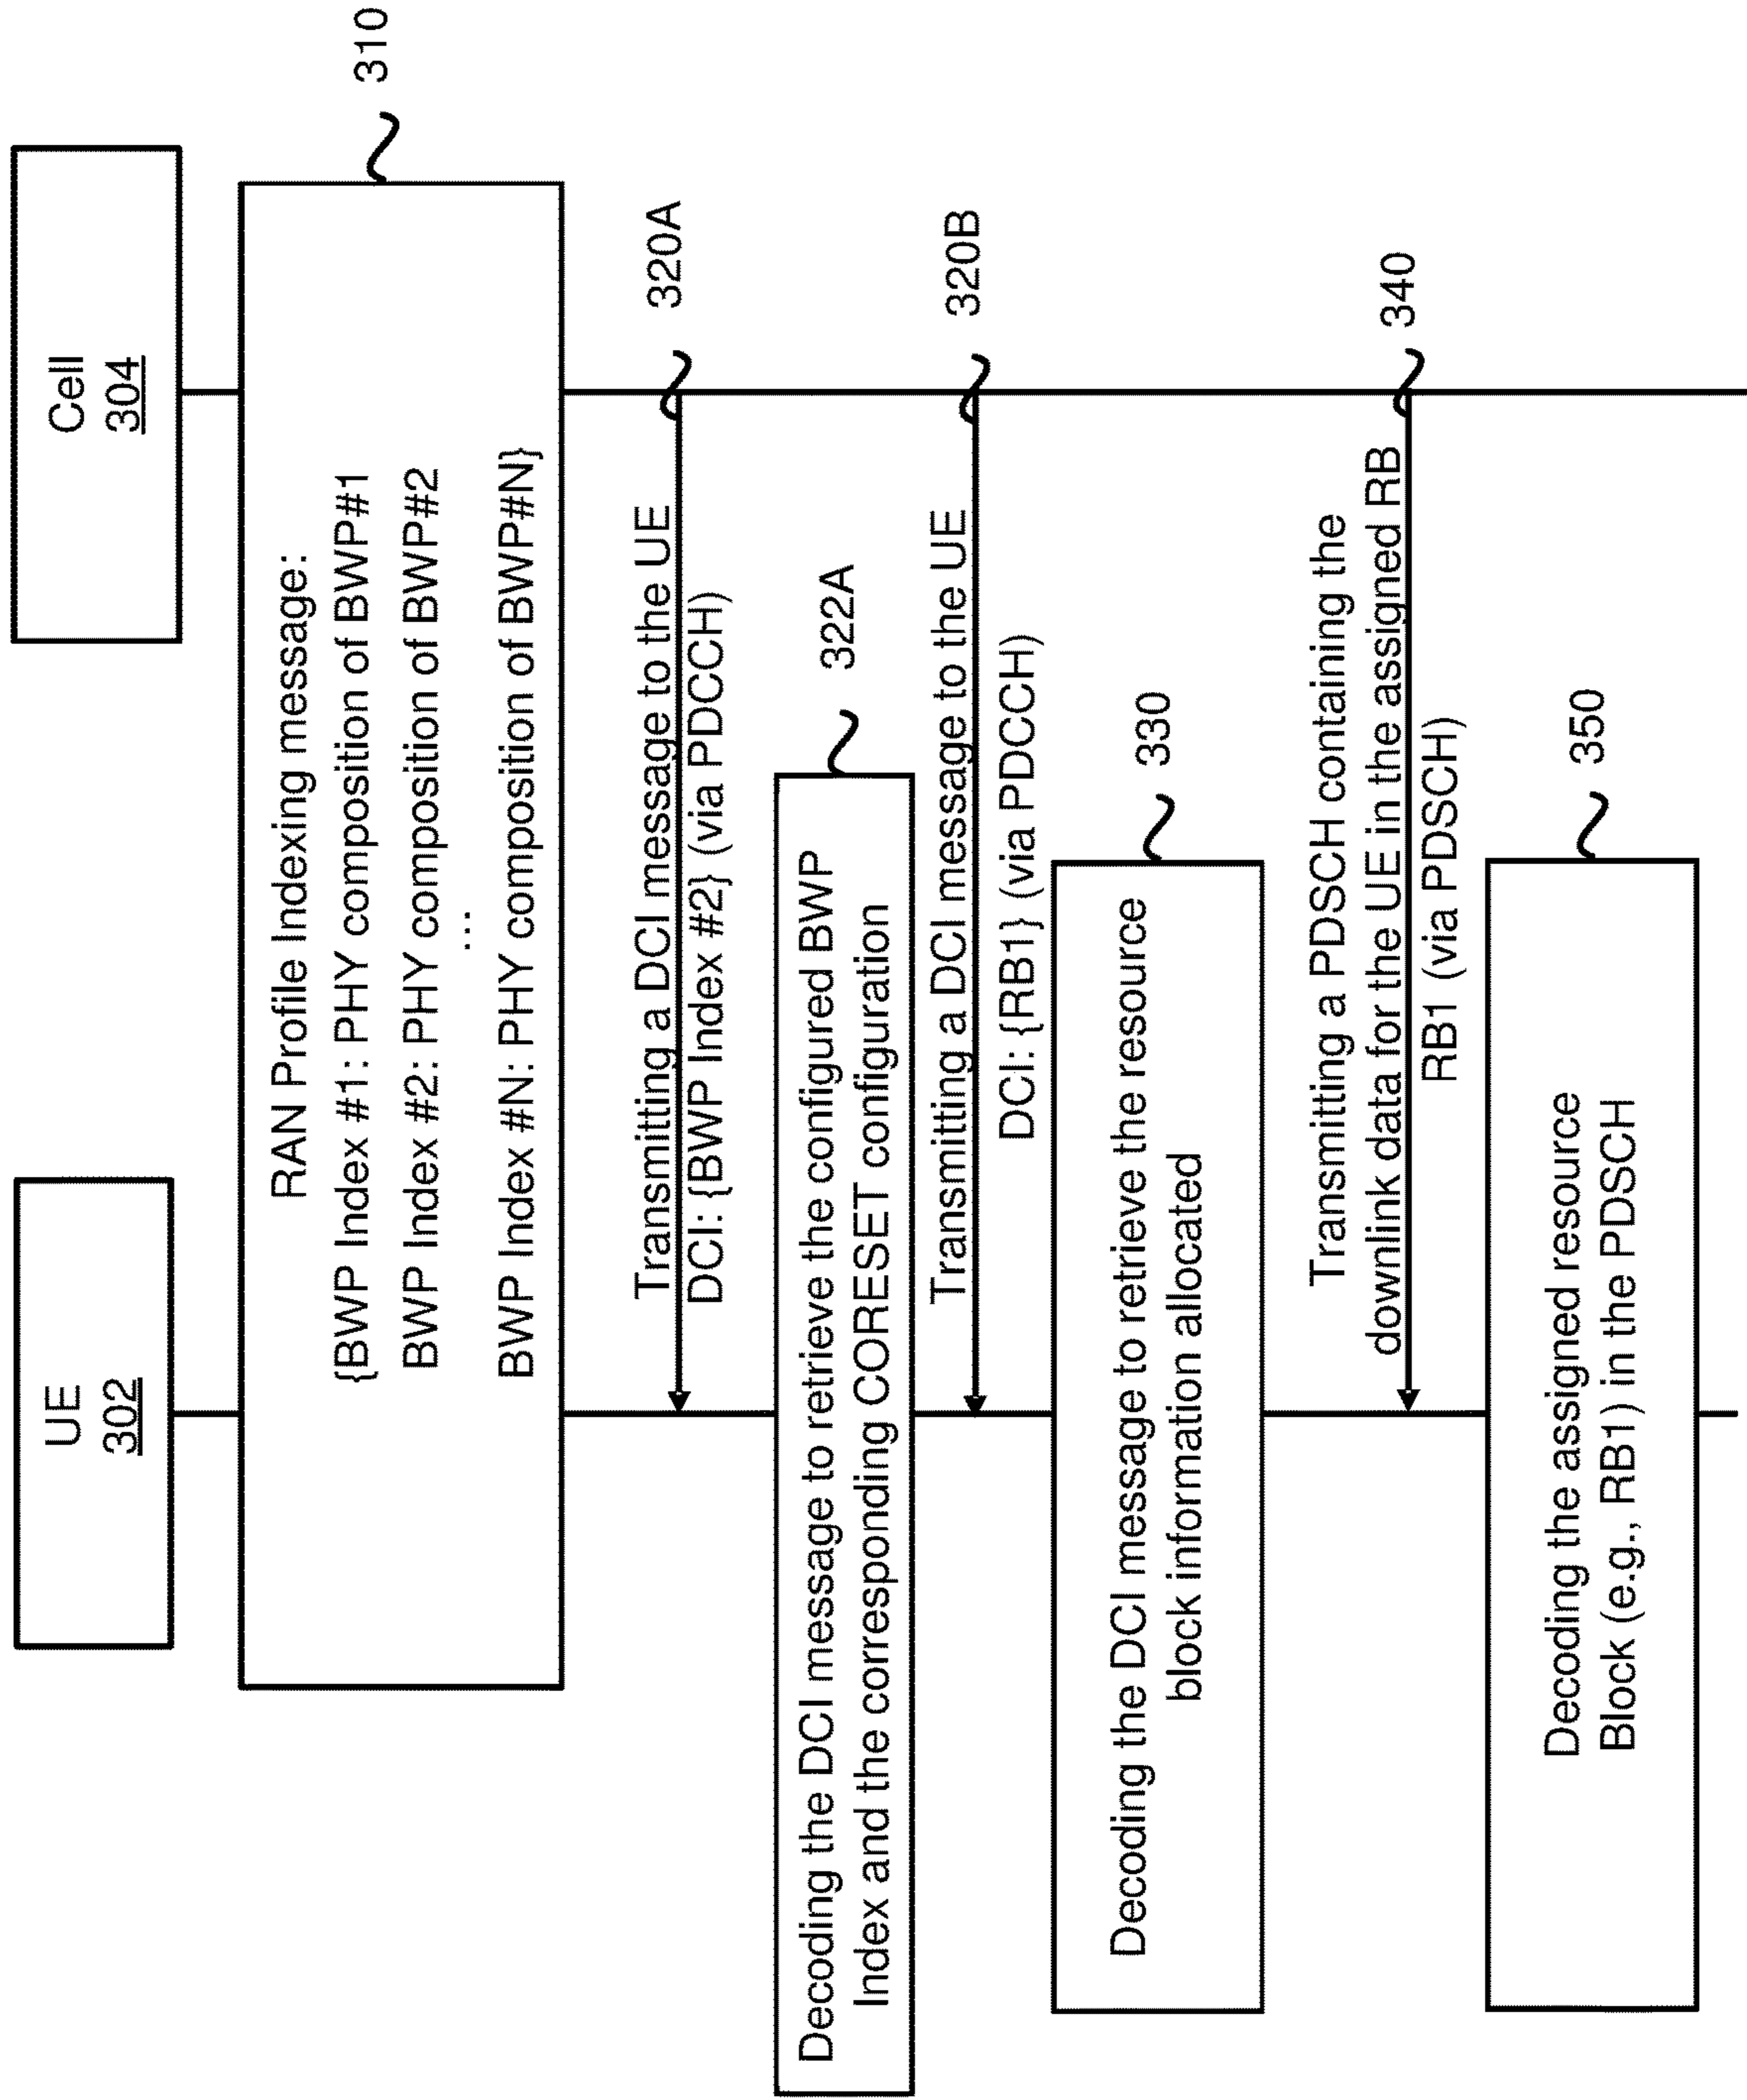 UE
302
Cell
304
RAN Profile Indexing message:
{BWP Index #1: PHY composition of BWP#1
BWP Index #2: PHY composition of BWP#2
...
BWP Index #N: PHY composition of BWP#N}
310
Transmitting a DCI message to the UE
DCI: {BWP Index #2} (via PDCCH)
320A
Decoding the DCI message to retrieve the configured BWP
Index and the corresponding CORESET configuration
322A
Transmitting a DCI message to the UE
DCI: {RB1} (via PDCCH)
320B
Decoding the DCI message to retrieve the resource
block information allocated
330
Transmitting a PDSCH containing the
downlink data for the UE in the assigned RB
RB1 (via PDSCH)
340
Decoding the assigned resource
Block (e.g., RB1) in the PDSCH
350